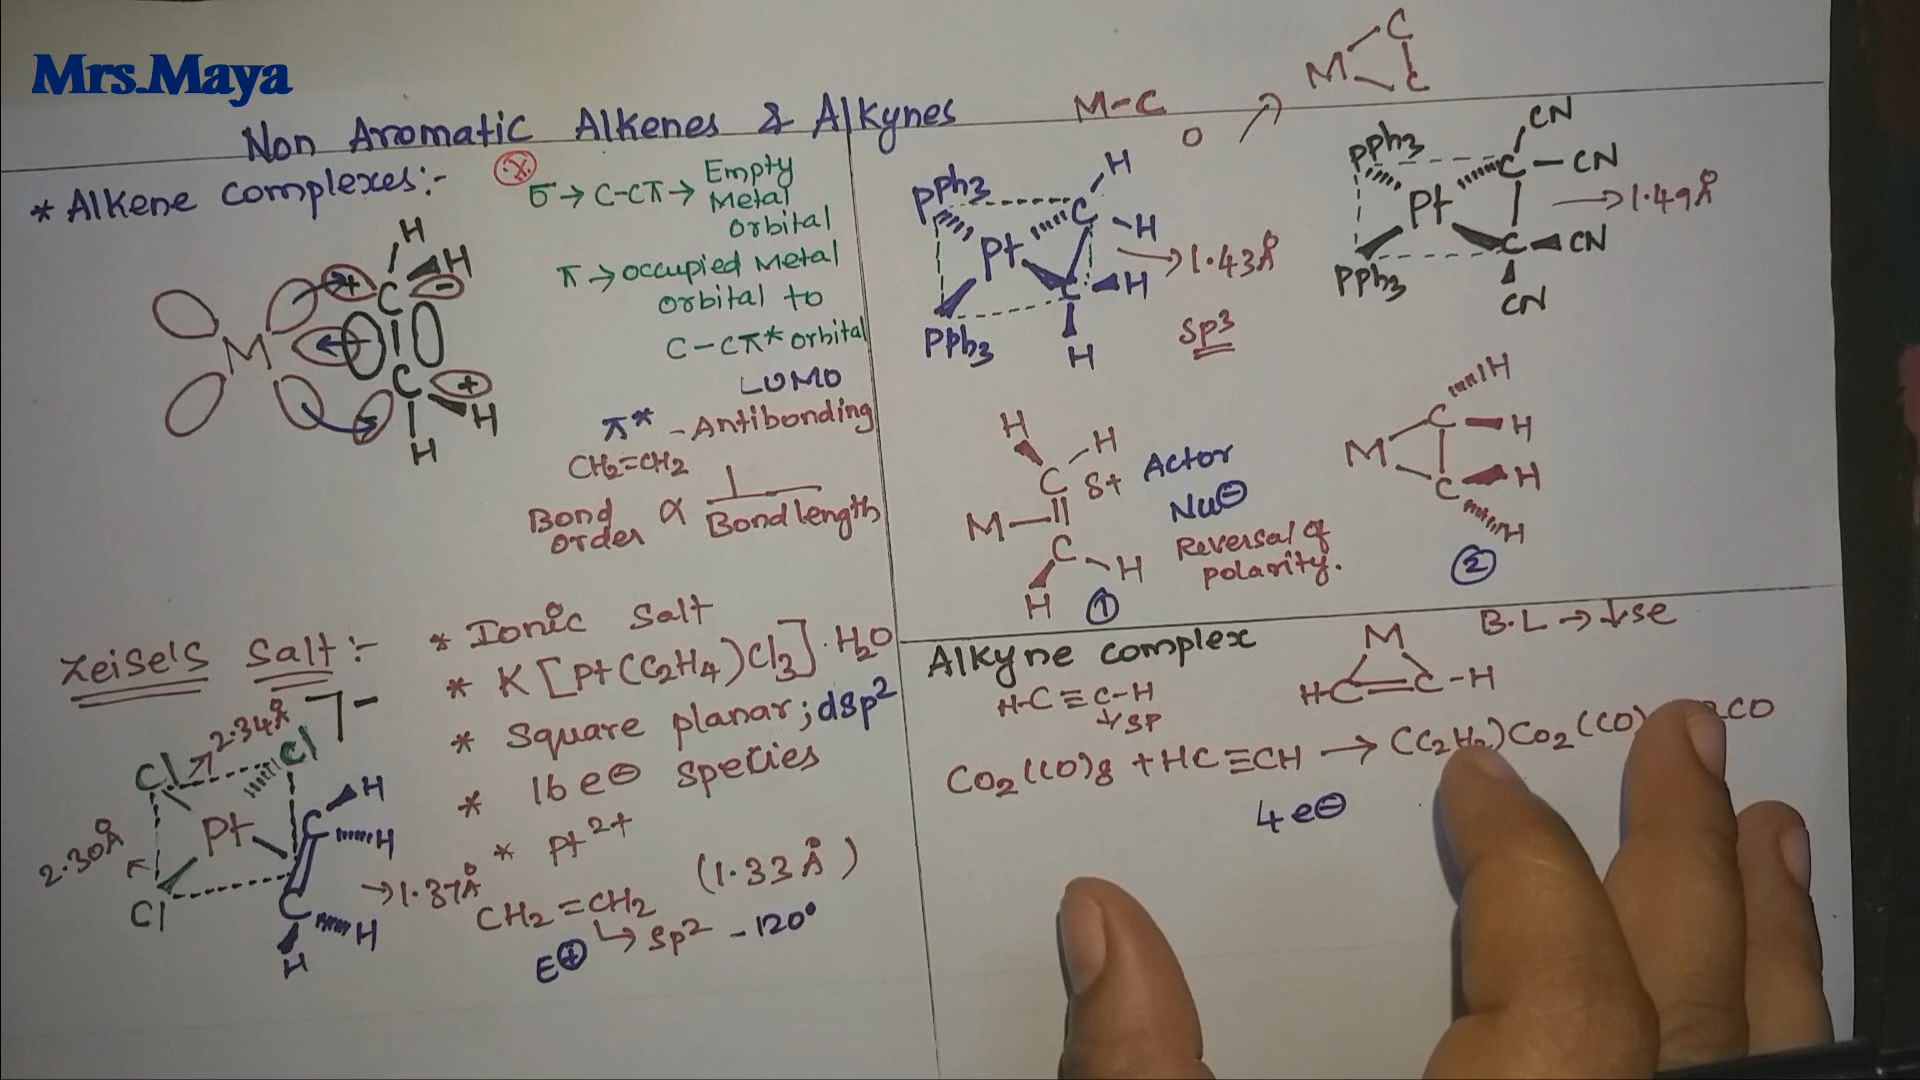 Mrs.Maya
Non Aromatic Alkenes & Alkynes
* Alkene complexes:-
σ → C-Cπ → Empty
Metal
orbital
π → occupied Metal
orbital to
C-Cπ* orbital
LUMO
π* - Antibonding
CH2=CH2
Bond order ∝ 1
Bond length
H
C
H
+
-
M
C
+
H
H
Zeise's Salt:-
* Ionic Salt
* K[Pt(C2H4)Cl3].H2O
* Square planar; dsp2
* 16 e⊖ species
* Pt2+
CH2=CH2 (1.33Å)
E⊕ ↳ sp2 - 120°
2.34Å
Cl
Cl
]-
Pt
C
H
H
2.30Å
Cl
→1.37Å
C
H
H
M-C
M
C
C
PPh3
C
H
H
Pt
→1.43Å
PPh3
C
H
H
sp3
PPh3
C
CN
CN
Pt
→1.49Å
PPh3
C
CN
CN
H
H
C δ+
M
C
H
H
①
Actor
Nu⊖
Reversal of
polarity.
M
C
H
H
C
H
H
②
Alkyne complex
H-C≡C-H
↓sp
M
HC=C-H
B.L → ↓se
Co2(CO)8 + HC≡CH → (C2H2)Co2(CO) 2CO
4e⊖